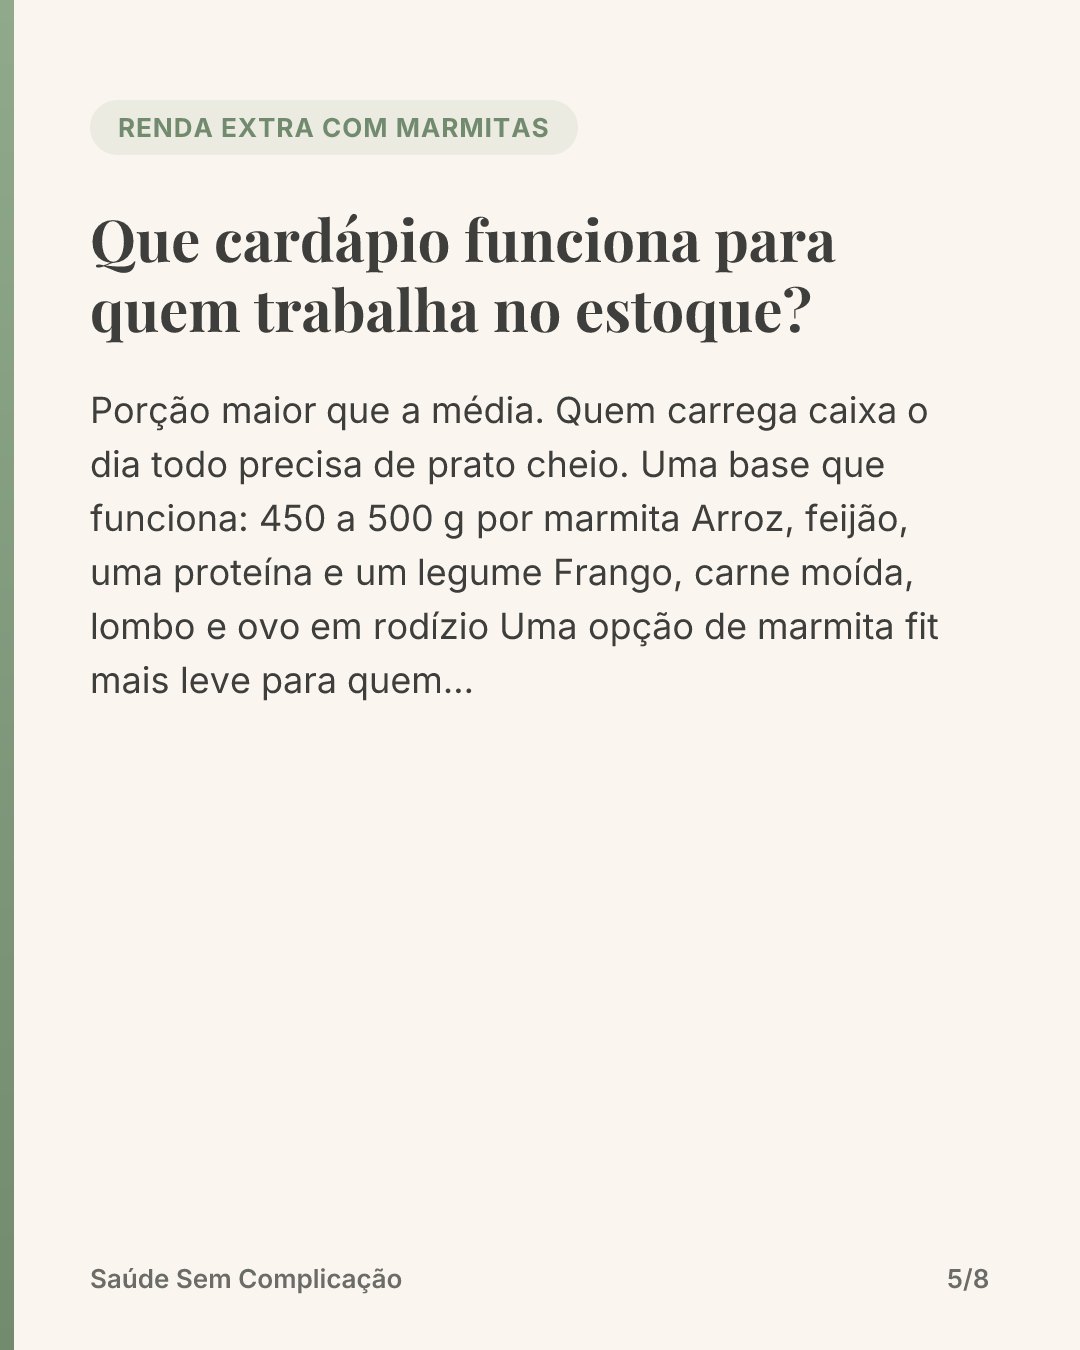 RENDA EXTRA COM MARMITAS
Que cardápio funciona para
quem trabalha no estoque?
Porção maior que a média. Quem carrega caixa o
dia todo precisa de prato cheio. Uma base que
funciona: 450 a 500 g por marmita Arroz, feijão,
uma proteína e um legume Frango, carne moída,
lombo e ovo em rodízio Uma opção de marmita fit
mais leve para quem...
Saúde Sem Complicação
5/8